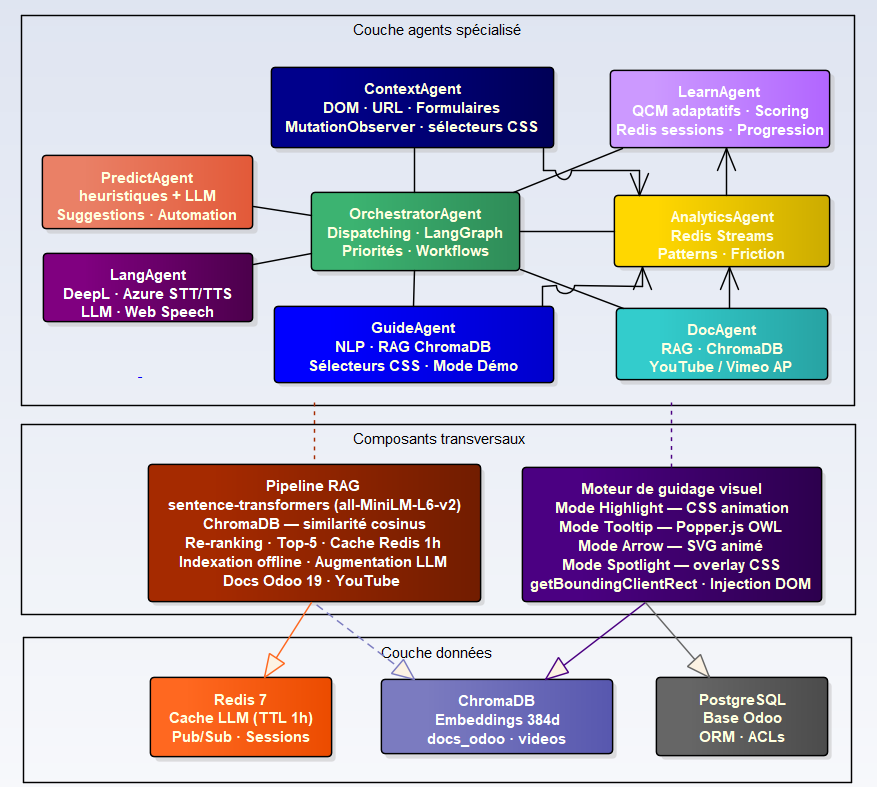 Couche agents spécialisé
ContextAgent
DOM · URL · Formulaires
MutationObserver · sélecteurs CSS
LearnAgent
QCM adaptatifs · Scoring
Redis sessions · Progression
PredictAgent
heuristiques + LLM
Suggestions · Automation
OrchestratorAgent
Dispatching · LangGraph
Priorités · Workflows
AnalyticsAgent
Redis Streams
Patterns · Friction
LangAgent
DeepL · Azure STT/TTS
LLM · Web Speech
GuideAgent
NLP · RAG ChromaDB
Sélecteurs CSS · Mode Démo
DocAgent
RAG · ChromaDB
YouTube / Vimeo AP
-
Composants transversaux
Pipeline RAG
sentence-transformers (all-MiniLM-L6-v2)
ChromaDB — similarité cosinus
Re-ranking · Top-5 · Cache Redis 1h
Indexation offline · Augmentation LLM
Docs Odoo 19 · YouTube
Moteur de guidage visuel
Mode Highlight — CSS animation
Mode Tooltip — Popper.js OWL
Mode Arrow — SVG animé
Mode Spotlight — overlay CSS
getBoundingClientRect · Injection DOM
Couche données
Redis 7
Cache LLM (TTL 1h)
Pub/Sub · Sessions
ChromaDB
Embeddings 384d
docs_odoo · videos
PostgreSQL
Base Odoo
ORM · ACLs